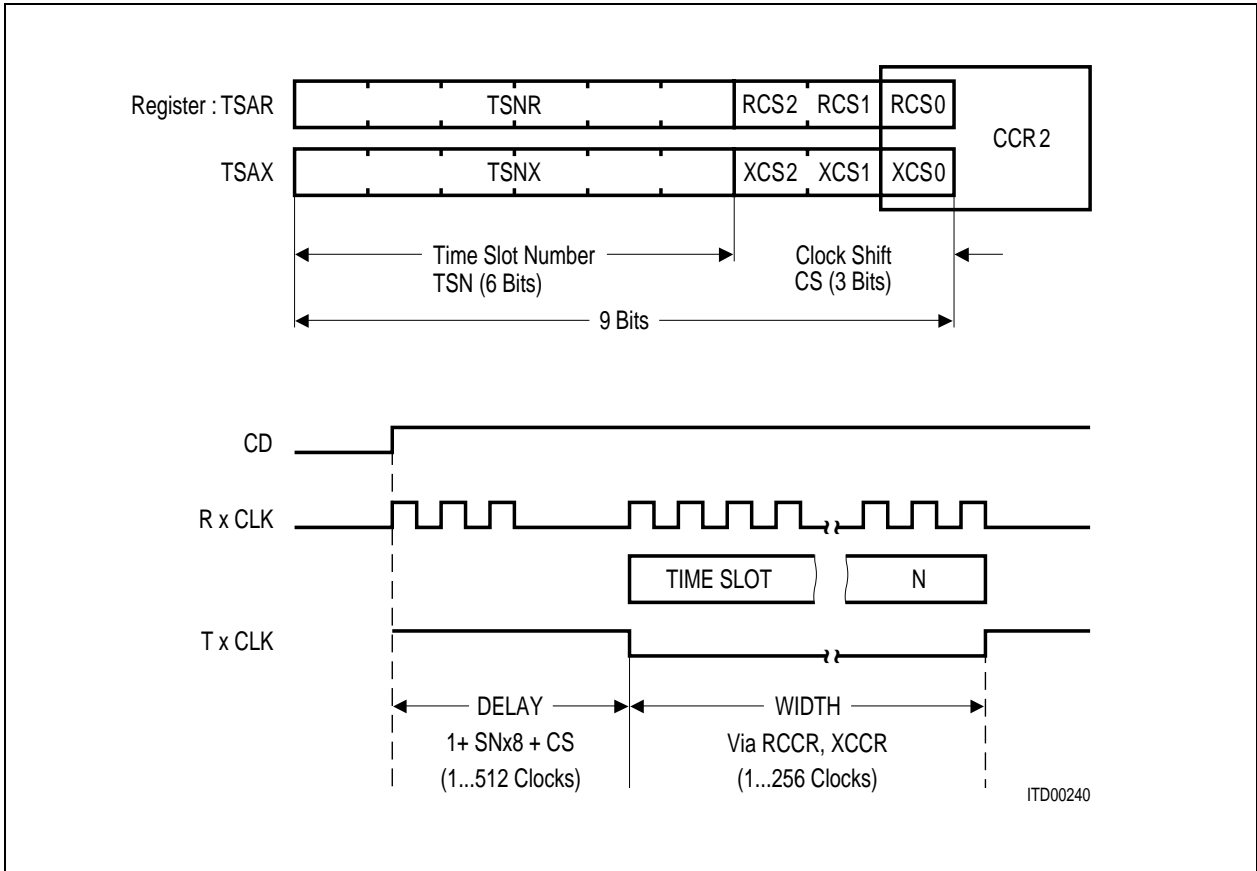 Register : TSAR TSNR RCS2 RCS1 RCS0
CCR 2
TSAX TSNX XCS2 XCS1 XCS0
Time Slot Number
TSN (6 Bits)
Clock Shift
CS (3 Bits)
9 Bits
CD
R x CLK
TIME SLOT N
T x CLK
DELAY
1+ SNx8 + CS
(1...512 Clocks)
WIDTH
Via RCCR, XCCR
(1...256 Clocks)
ITD00240